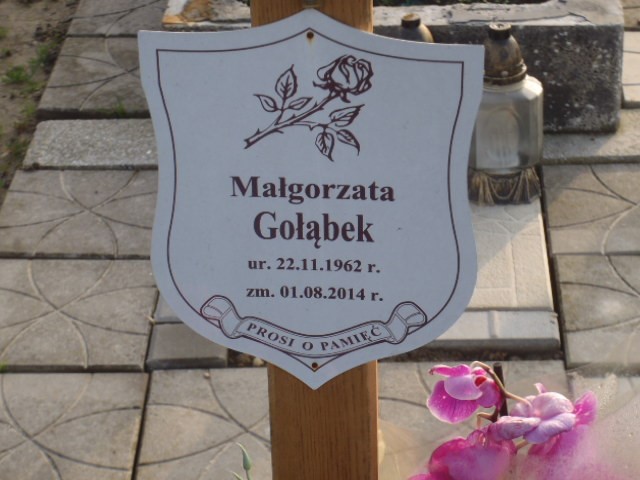 Małgorzata
Gołąbek
ur. 22.11.1962 r.
zm. 01.08.2014 r.
PROSI O PAMIĘĆ